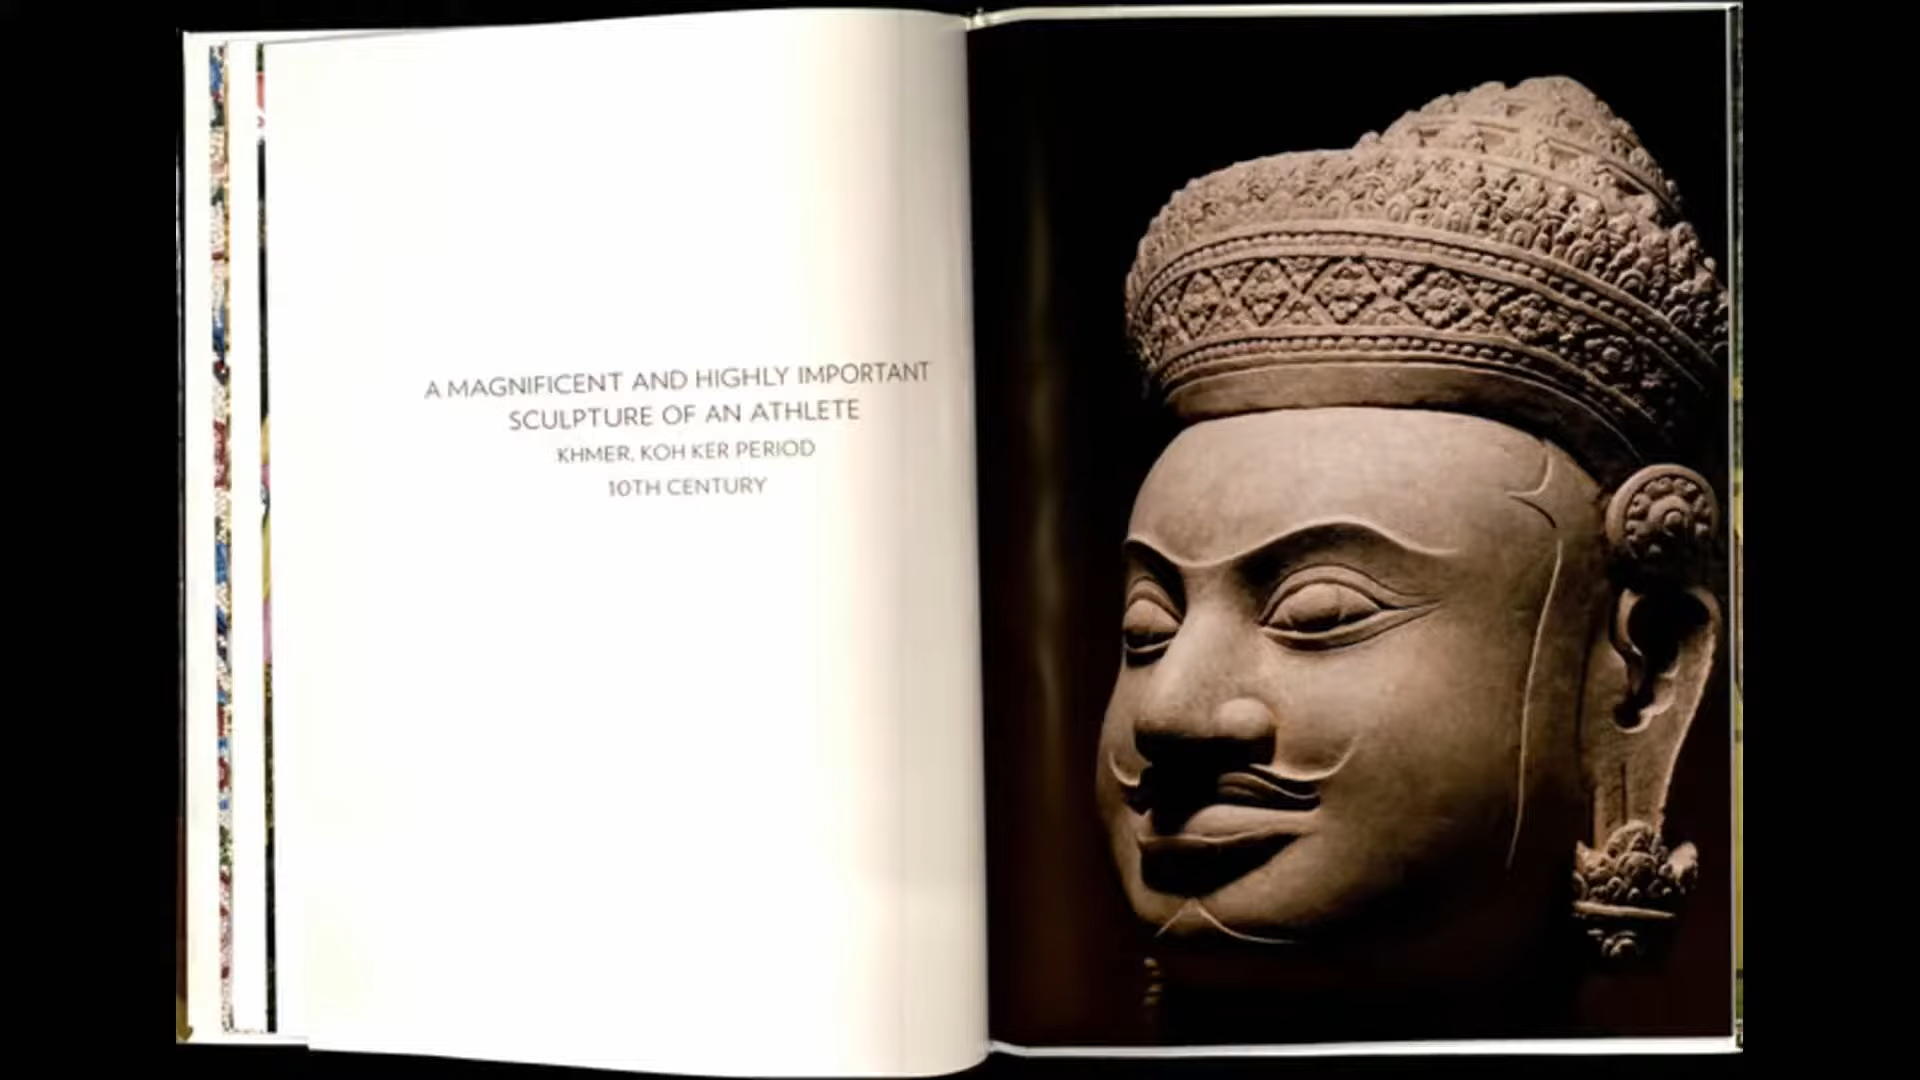 A MAGNIFICENT AND HIGHLY IMPORTANT
SCULPTURE OF AN ATHLETE
KHMER, KOH KER PERIOD
10TH CENTURY